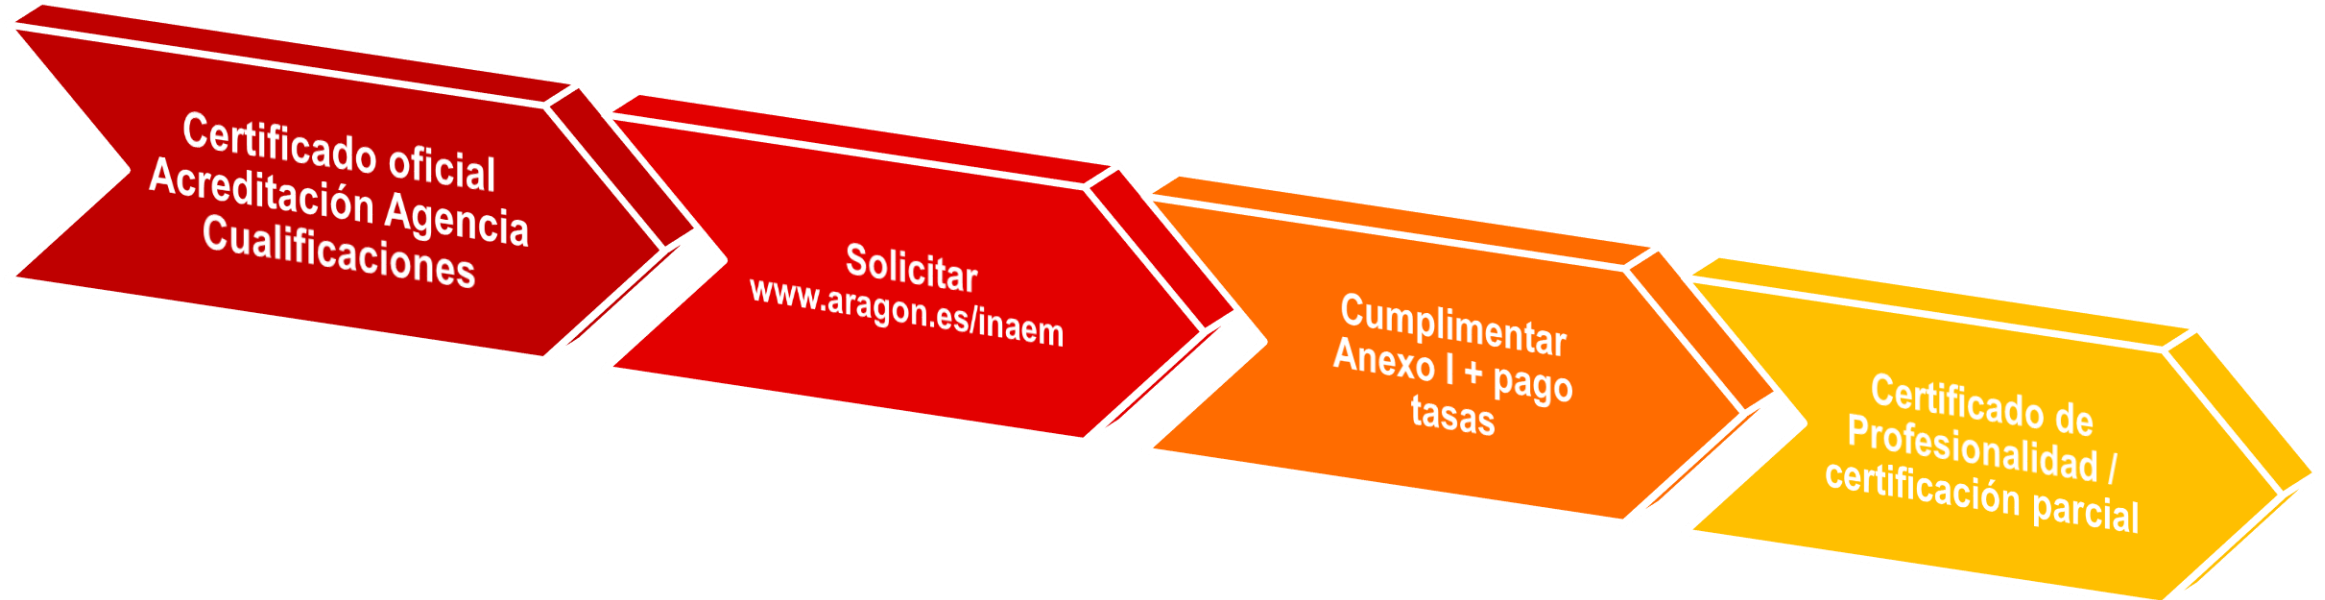 Certificado oficial
Acreditación Agencia
Cualificaciones
Solicitar
www.aragon.es/inaem
Cumplimentar
Anexo I + pago
tasas
Certificado de
Profesionalidad /
certificación parcial